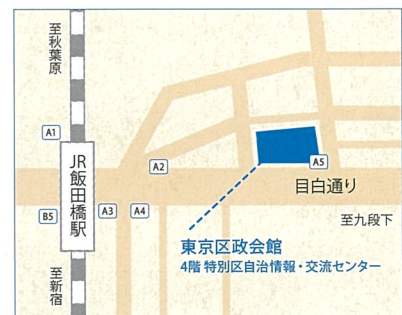 至秋葉原
A1
JR飯田橋駅
A2
A5
目白通り
B5
A3
A4
至九段下
東京区政会館
4階 特別区自治情報・交流センター
至新宿